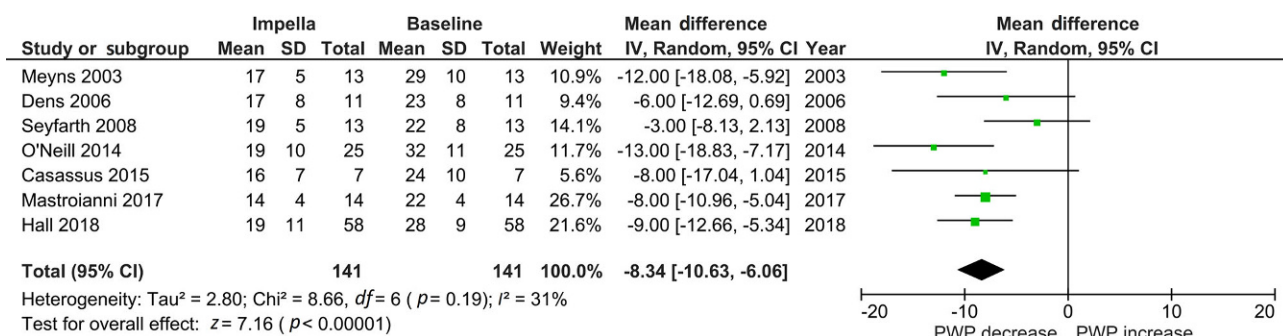 Impella Baseline Mean difference Mean difference
Study or subgroup Mean SD Total Mean SD Total Weight IV, Random, 95% CI Year IV, Random, 95% CI
Meyns 2003 17 5 13 29 10 13 10.9% -12.00 [-18.08, -5.92] 2003
Dens 2006 17 8 11 23 8 11 9.4% -6.00 [-12.69, 0.69] 2006
Seyfarth 2008 19 5 13 22 8 13 14.1% -3.00 [-8.13, 2.13] 2008
O'Neill 2014 19 10 25 32 11 25 11.7% -13.00 [-18.83, -7.17] 2014
Casassus 2015 16 7 7 24 10 7 5.6% -8.00 [-17.04, 1.04] 2015
Mastroianni 2017 14 4 14 22 4 14 26.7% -8.00 [-10.96, -5.04] 2017
Hall 2018 19 11 58 28 9 58 21.6% -9.00 [-12.66, -5.34] 2018
Total (95% CI) 141 141 100.0% -8.34 [-10.63, -6.06]
Heterogeneity: Tau² = 2.80; Chi² = 8.66, df = 6 ( p = 0.19); I² = 31%
Test for overall effect: z = 7.16 ( p < 0.00001)
-20 -10 0 10 20
PWP decrease PWP increase